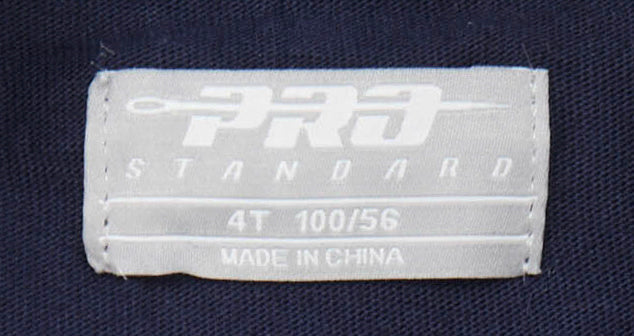 PRO
STANDARD
4T 100/56
MADE IN CHINA